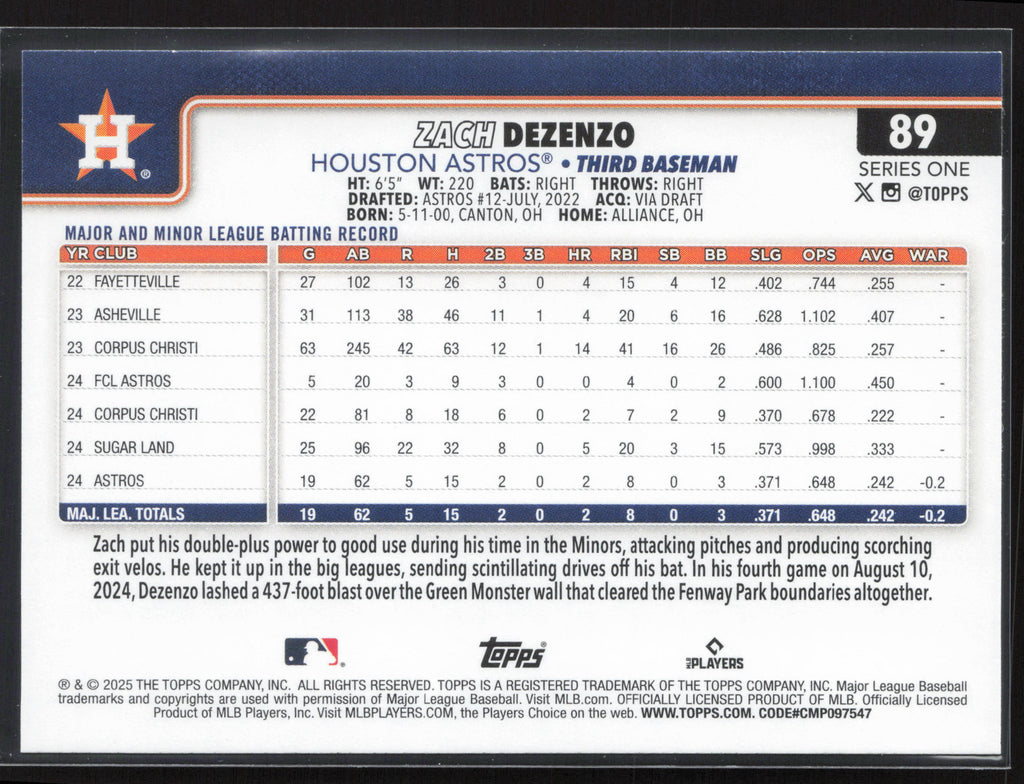 H ®
89
ZACH DEZENZO
SERIES ONE
HOUSTON ASTROS® • THIRD BASEMAN
@TOPPS
HT: 6'5" WT: 220 BATS: RIGHT THROWS: RIGHT
DRAFTED: ASTROS #12-JULY, 2022 ACQ: VIA DRAFT
BORN: 5-11-00, CANTON, OH HOME: ALLIANCE, OH
MAJOR AND MINOR LEAGUE BATTING RECORD
YR CLUB G AB R H 2B 3B HR RBI SB BB SLG OPS AVG WAR
22 FAYETTEVILLE 27 102 13 26 3 0 4 15 4 12 .402 .744 .255 -
23 ASHEVILLE 31 113 38 46 11 1 4 20 6 16 .628 1.102 .407 -
23 CORPUS CHRISTI 63 245 42 63 12 1 14 41 16 26 .486 .825 .257 -
24 FCL ASTROS 5 20 3 9 3 0 0 4 0 2 .600 1.100 .450 -
24 CORPUS CHRISTI 22 81 8 18 6 0 2 7 2 9 .370 .678 .222 -
24 SUGAR LAND 25 96 22 32 8 0 5 20 3 15 .573 .998 .333 -
24 ASTROS 19 62 5 15 2 0 2 8 0 3 .371 .648 .242 -0.2
MAJ. LEA. TOTALS 19 62 5 15 2 0 2 8 0 3 .371 .648 .242 -0.2
Zach put his double-plus power to good use during his time in the Minors, attacking pitches and producing scorching
exit velos. He kept it up in the big leagues, sending scintillating drives off his bat. In his fourth game on August 10,
2024, Dezenzo lashed a 437-foot blast over the Green Monster wall that cleared the Fenway Park boundaries altogether.
® Topps® MLB PLAYERS
® & © 2025 THE TOPPS COMPANY, INC. ALL RIGHTS RESERVED. TOPPS IS A REGISTERED TRADEMARK OF THE TOPPS COMPANY, INC. Major League Baseball
trademarks and copyrights are used with permission of Major League Baseball. Visit MLB.com. OFFICIALLY LICENSED PRODUCT OF MLB. Officially Licensed
Product of MLB Players, Inc. Visit MLBPLAYERS.COM, the Players Choice on the web. WWW.TOPPS.COM. CODE#CMP097547